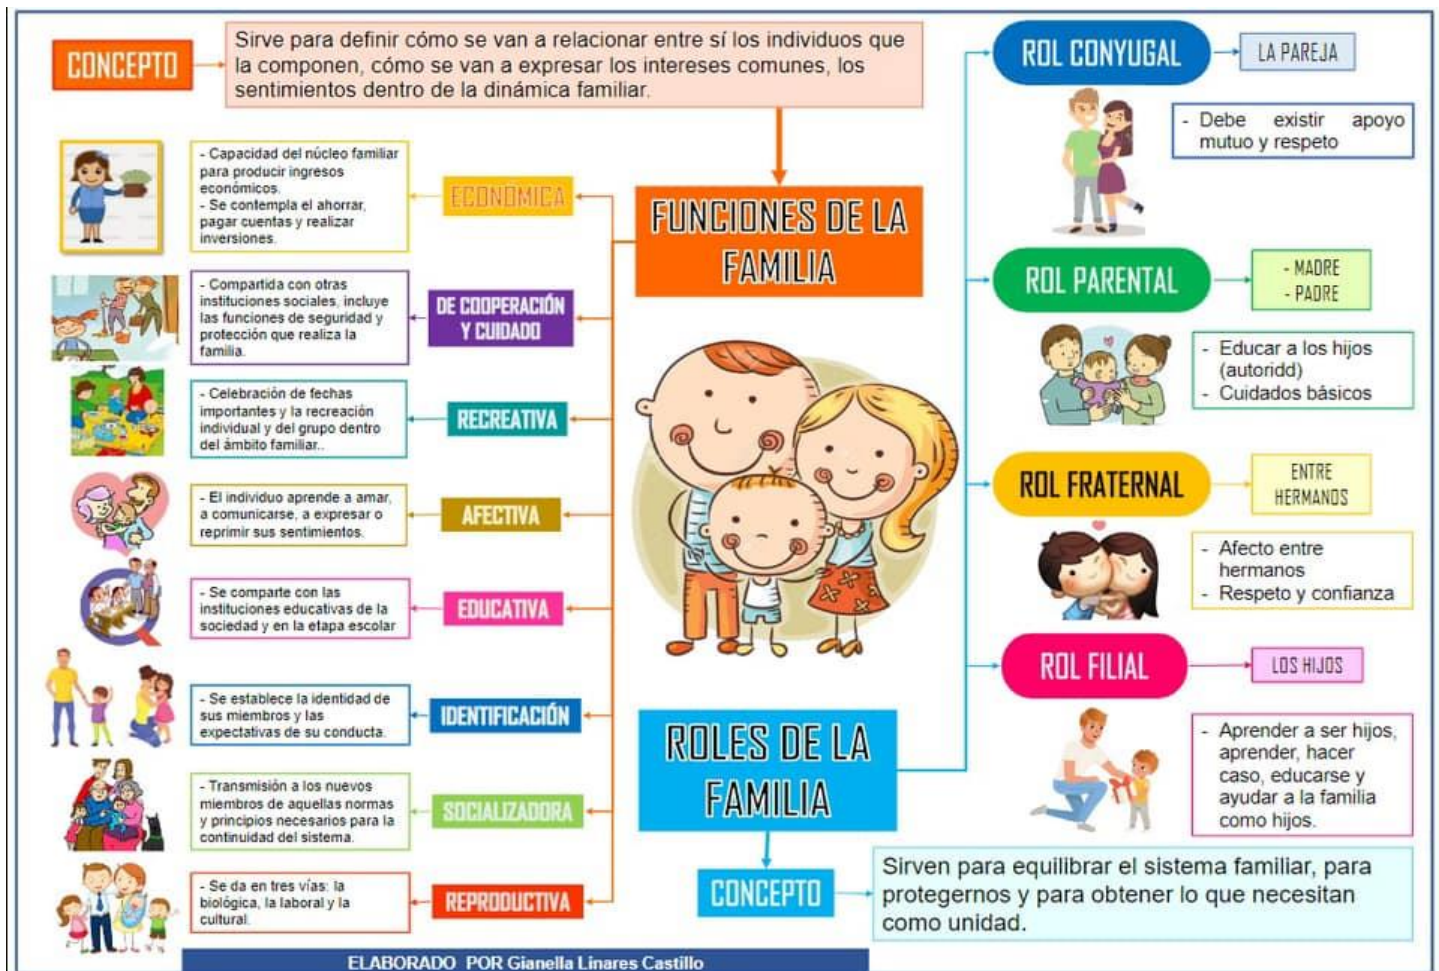 CONCEPTO
Sirve para definir cómo se van a relacionar entre sí los individuos que
la componen, cómo se van a expresar los intereses comunes, los
sentimientos dentro de la dinámica familiar.
FUNCIONES DE LA
FAMILIA
ECONÓMICA
- Capacidad del núcleo familiar
para producir ingresos
económicos.
- Se contempla el ahorrar,
pagar cuentas y realizar
inversiones.
DE COOPERACIÓN
Y CUIDADO
- Compartida con otras
instituciones sociales, incluye
las funciones de seguridad y
protección que realiza la
familia.
RECREATIVA
- Celebración de fechas
importantes y la recreación
individual y del grupo dentro
del ámbito familiar..
AFECTIVA
- El individuo aprende a amar,
a comunicarse, a expresar o
reprimir sus sentimientos.
EDUCATIVA
- Se comparte con las
instituciones educativas de la
sociedad y en la etapa escolar
IDENTIFICACIÓN
- Se establece la identidad de
sus miembros y las
expectativas de su conducta.
SOCIALIZADORA
- Transmisión a los nuevos
miembros de aquellas normas
y principios necesarios para la
continuidad del sistema.
REPRODUCTIVA
- Se da en tres vías: la
biológica, la laboral y la
cultural.
ROLES DE LA
FAMILIA
CONCEPTO
Sirven para equilibrar el sistema familiar, para
protegernos y para obtener lo que necesitan
como unidad.
ROL CONYUGAL
LA PAREJA
- Debe existir apoyo
mutuo y respeto
ROL PARENTAL
- MADRE
- PADRE
- Educar a los hijos
(autoridd)
- Cuidados básicos
ROL FRATERNAL
ENTRE
HERMANOS
- Afecto entre
hermanos
- Respeto y confianza
ROL FILIAL
LOS HIJOS
- Aprender a ser hijos,
aprender, hacer
caso, educarse y
ayudar a la familia
como hijos.
ELABORADO POR Gianella Linares Castillo